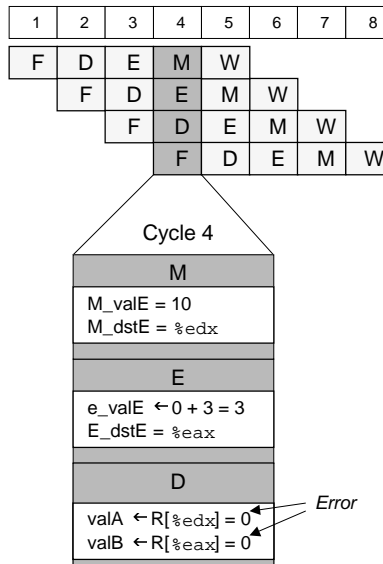 1 2 3 4 5 6 7 8
F D E M W
F D E M W
F D E M W
F D E M W
Cycle 4
M
M_valE = 10
M_dstE = %edx
E
e_valE ← 0 + 3 = 3
E_dstE = %eax
D
valA ← R[%edx] = 0
valB ← R[%eax] = 0
Error